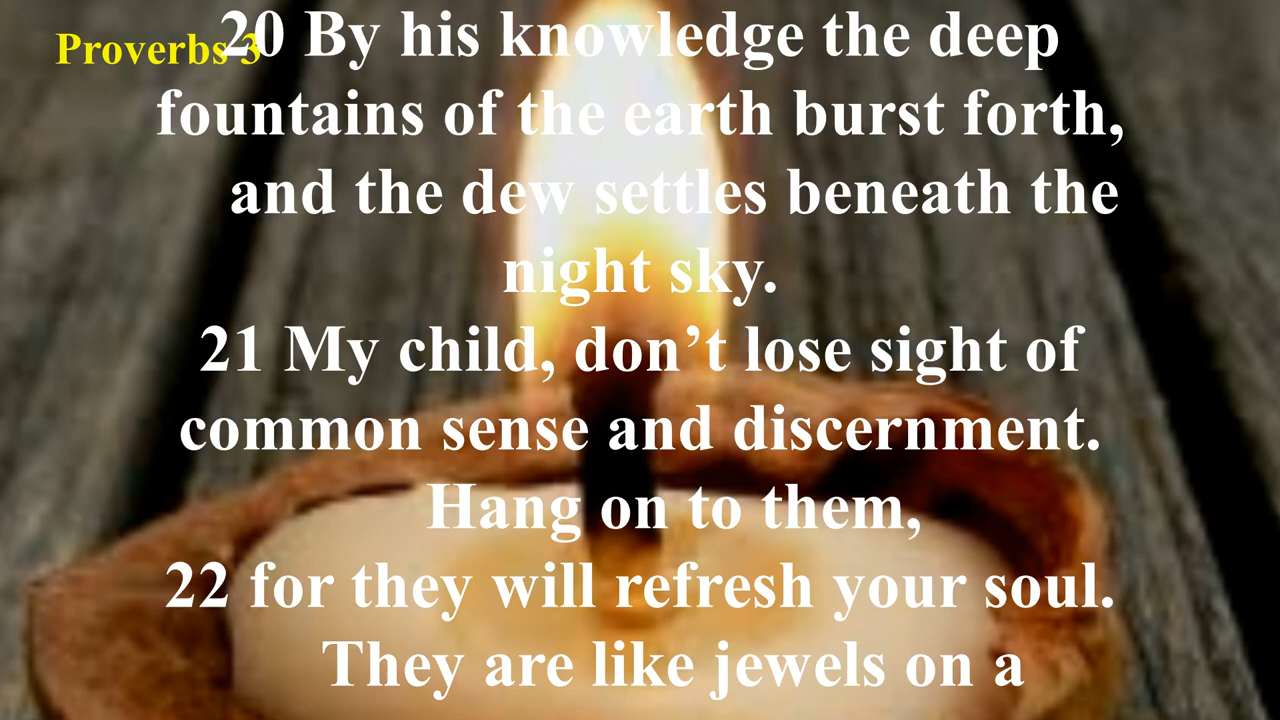 Proverbs 3
20 By his knowledge the deep
fountains of the earth burst forth,
and the dew settles beneath the
night sky.
21 My child, don’t lose sight of
common sense and discernment.
Hang on to them,
22 for they will refresh your soul.
They are like jewels on a